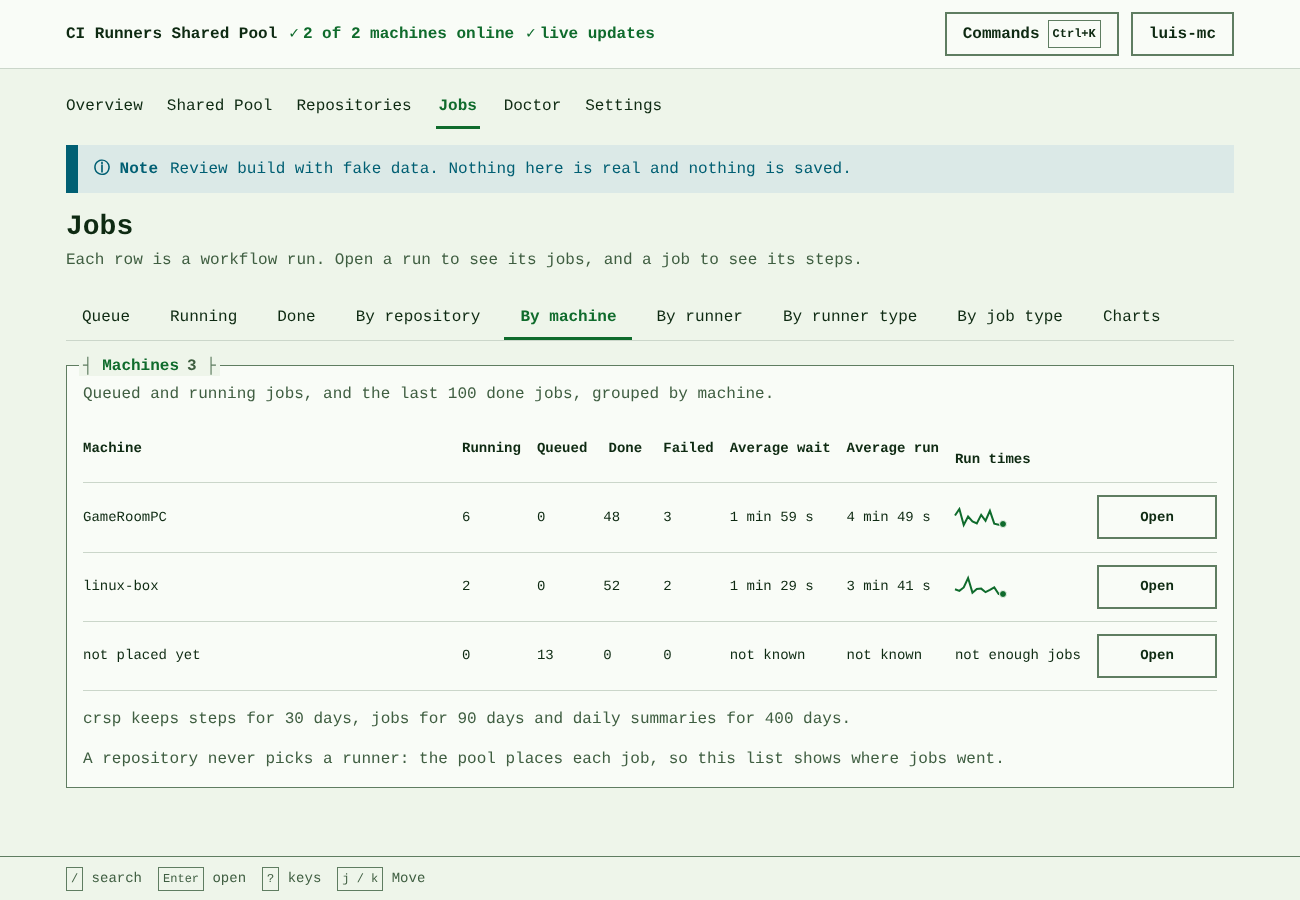 CI Runners Shared Pool ✓ 2 of 2 machines online ✓ live updates Commands Ctrl+K luis-mc
Overview Shared Pool Repositories Jobs Doctor Settings
ⓘ Note Review build with fake data. Nothing here is real and nothing is saved.
Jobs
Each row is a workflow run. Open a run to see its jobs, and a job to see its steps.
Queue Running Done By repository By machine By runner By runner type By job type Charts
Machines 3
Queued and running jobs, and the last 100 done jobs, grouped by machine.
Machine Running Queued Done Failed Average wait Average run Run times
GameRoomPC 6 0 48 3 1 min 59 s 4 min 49 s Open
linux-box 2 0 52 2 1 min 29 s 3 min 41 s Open
not placed yet 0 13 0 0 not known not known not enough jobs Open
crsp keeps steps for 30 days, jobs for 90 days and daily summaries for 400 days.
A repository never picks a runner: the pool places each job, so this list shows where jobs went.
/ search Enter open ? keys j / k Move